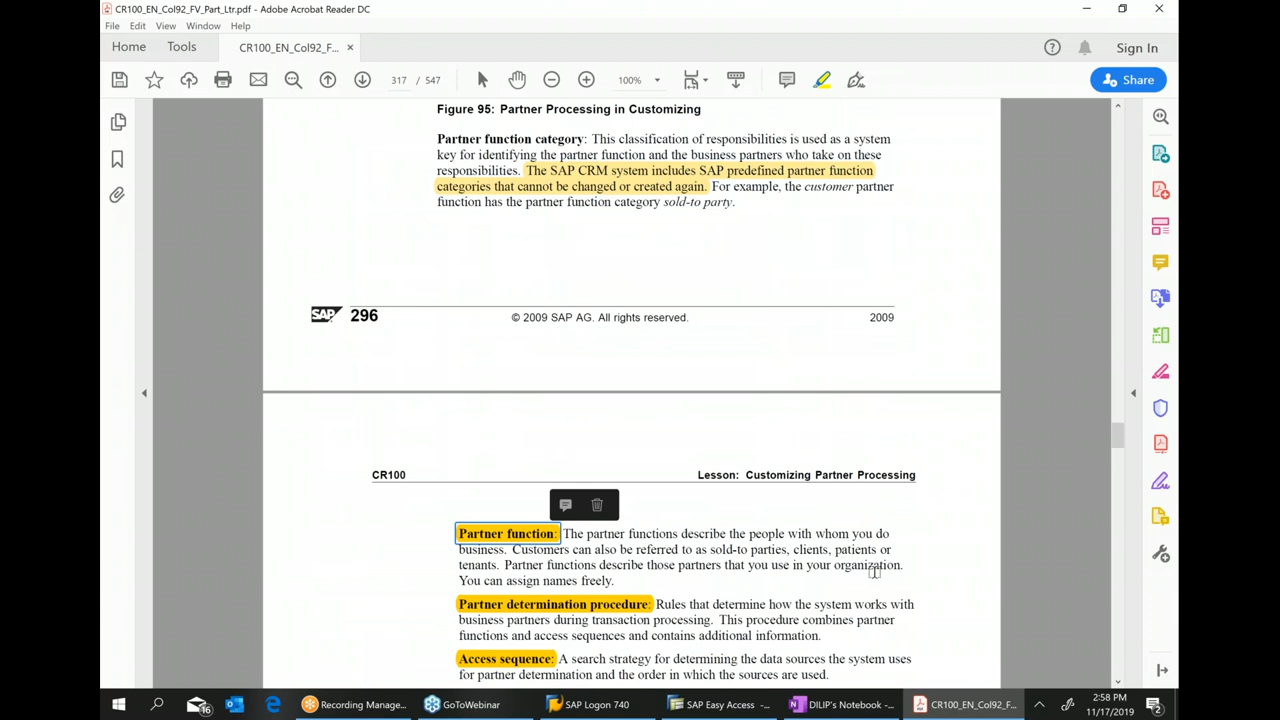 CR100_EN_Col92_FV_Part_Ltr.pdf - Adobe Acrobat Reader DC
File Edit View Window Help
Home Tools CR100_EN_Col92_F... × Sign In
317 / 547 100% Share
Figure 95: Partner Processing in Customizing
Partner function category: This classification of responsibilities is used as a system
key for identifying the partner function and the business partners who take on these
responsibilities. The SAP CRM system includes SAP predefined partner function
categories that cannot be changed or created again. For example, the customer partner
function has the partner function category sold-to party.
SAP 296 © 2009 SAP AG. All rights reserved. 2009
CR100 Lesson: Customizing Partner Processing
Partner function: The partner functions describe the people with whom you do
business. Customers can also be referred to as sold-to parties, clients, patients or
tenants. Partner functions describe those partners that you use in your organization.
You can assign names freely.
Partner determination procedure: Rules that determine how the system works with
business partners during transaction processing. This procedure combines partner
functions and access sequences and contains additional information.
Access sequence: A search strategy for determining the data sources the system uses
for partner determination and the order in which the sources are used.
Recording Manage... GoToWebinar SAP Logon 740 SAP Easy Access -... DILIP's Notebook -... CR100_EN_Col92_F... 2:58 PM
11/17/2019